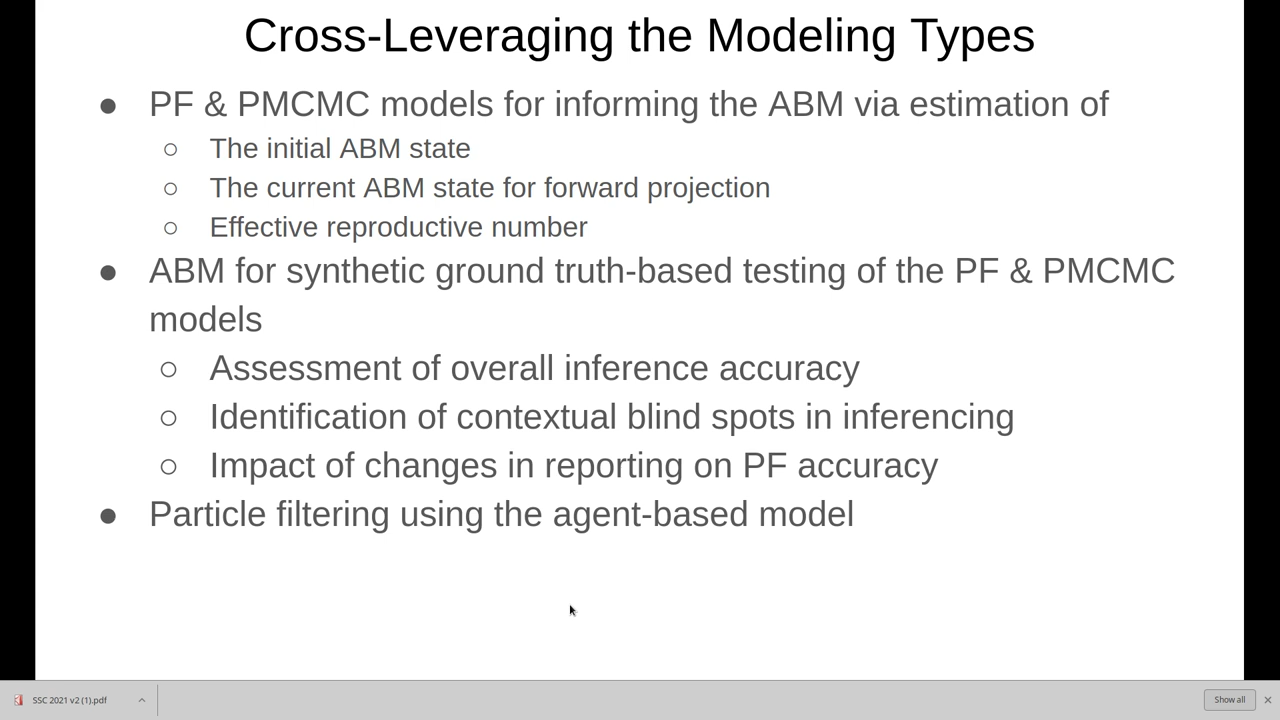 Cross-Leveraging the Modeling Types
● PF & PMCMC models for informing the ABM via estimation of
○ The initial ABM state
○ The current ABM state for forward projection
○ Effective reproductive number
● ABM for synthetic ground truth-based testing of the PF & PMCMC
models
○ Assessment of overall inference accuracy
○ Identification of contextual blind spots in inferencing
○ Impact of changes in reporting on PF accuracy
● Particle filtering using the agent-based model
SSC 2021 v2 (1).pdf
Show all